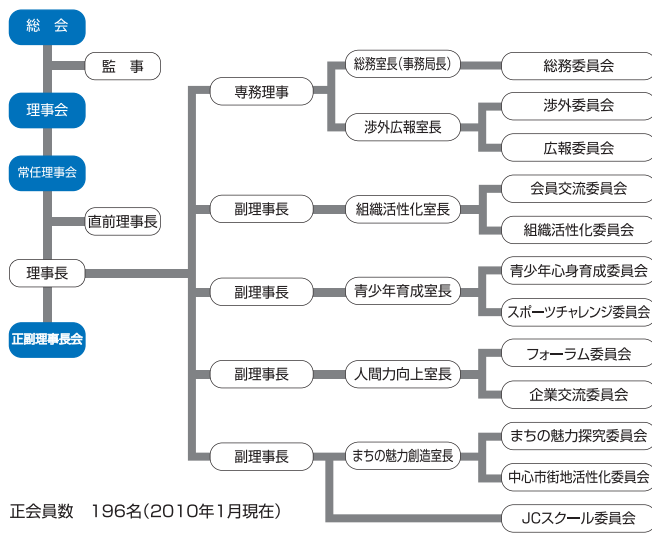 総　会
監　事
理事会
常任理事会
直前理事長
理事長
正副理事長会
専務理事
総務室長（事務局長）
総務委員会
渉外広報室長
渉外委員会
広報委員会
副理事長
組織活性化室長
会員交流委員会
組織活性化委員会
副理事長
青少年育成室長
青少年心身育成委員会
スポーツチャレンジ委員会
副理事長
人間力向上室長
フォーラム委員会
企業交流委員会
副理事長
まちの魅力創造室長
まちの魅力探究委員会
中心市街地活性化委員会
JCスクール委員会
正会員数　196名（2010年1月現在）